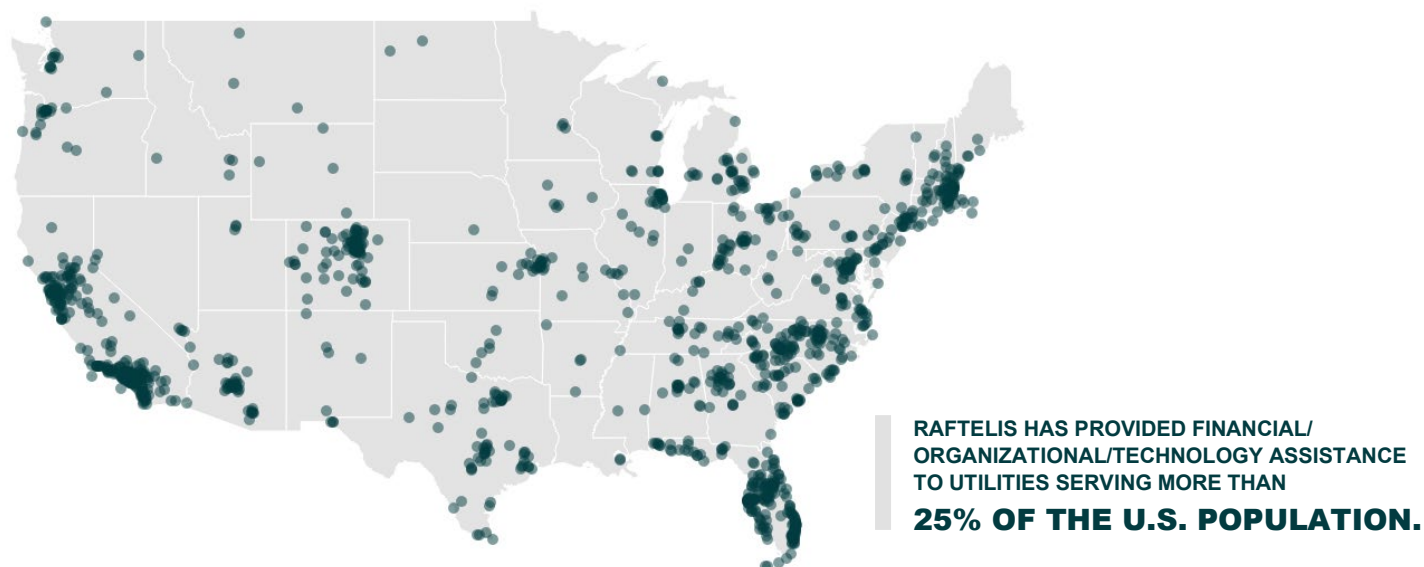 RAFTELIS HAS PROVIDED FINANCIAL/
ORGANIZATIONAL/TECHNOLOGY ASSISTANCE
TO UTILITIES SERVING MORE THAN
25% OF THE U.S. POPULATION.